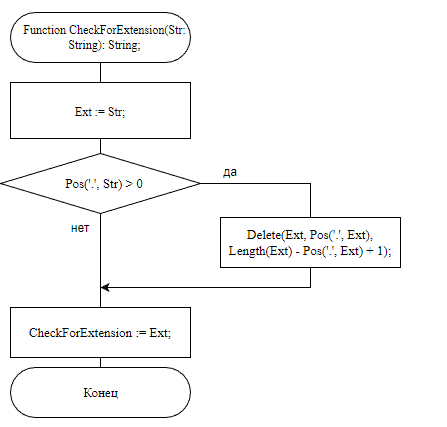 Function CheckForExtension(Str:
String): String;
Ext := Str;
Pos('.', Str) > 0
да
нет
Delete(Ext, Pos('.', Ext),
Length(Ext) - Pos('.', Ext) + 1);
CheckForExtension := Ext;
Конец